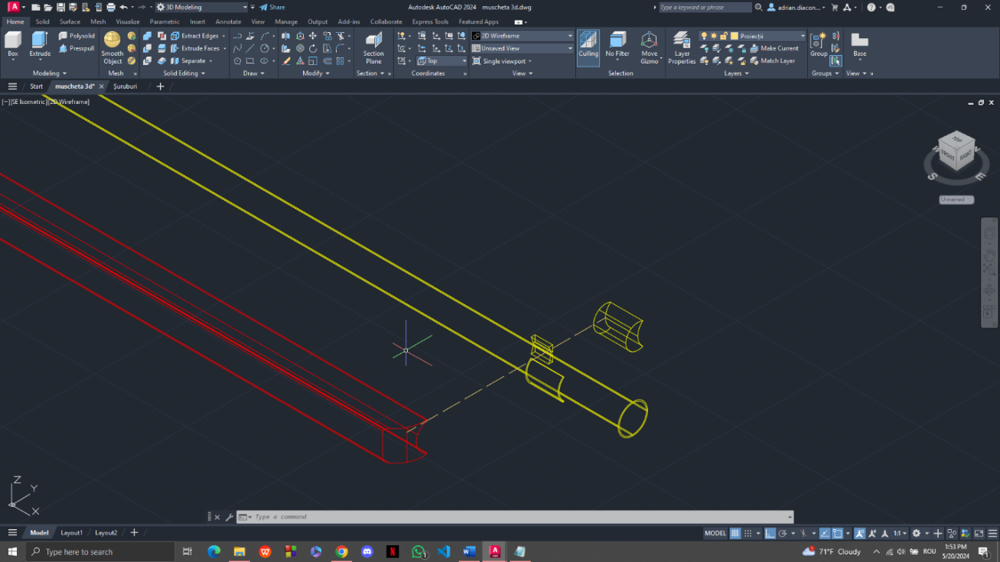 3D Modeling
Share
Autodesk AutoCAD 2024 muscheta 3d.dwg
Type a keyword or phrase
adrian.diacon...
Home Solid Surface Mesh Visualize Parametric Insert Annotate View Manage Output Add-ins Collaborate Express Tools Featured Apps
Box
Extrude
Polysolid
Presspull
Smooth
Object
Extract Edges
Extrude Faces
Separate
Section
Plane
Top
2D Wireframe
Unsaved View
Single viewport
Culling
No Filter
Move
Gizmo
Layer
Properties
Proiectii
Make Current
Match Layer
Group
Base
Modeling Mesh Solid Editing Draw Modify Section Coordinates View Selection Layers Groups View
Start muscheta 3d* Șuruburi
[−][SE Isometric][2D Wireframe]
TOP
FRONT RIGHT
W N
S E
Unnamed
Z
Y
X
Type a command
Model Layout1 Layout2
MODEL
1:1
Type here to search
1
71°F Cloudy
ROU
1:53 PM
5/20/2024
1